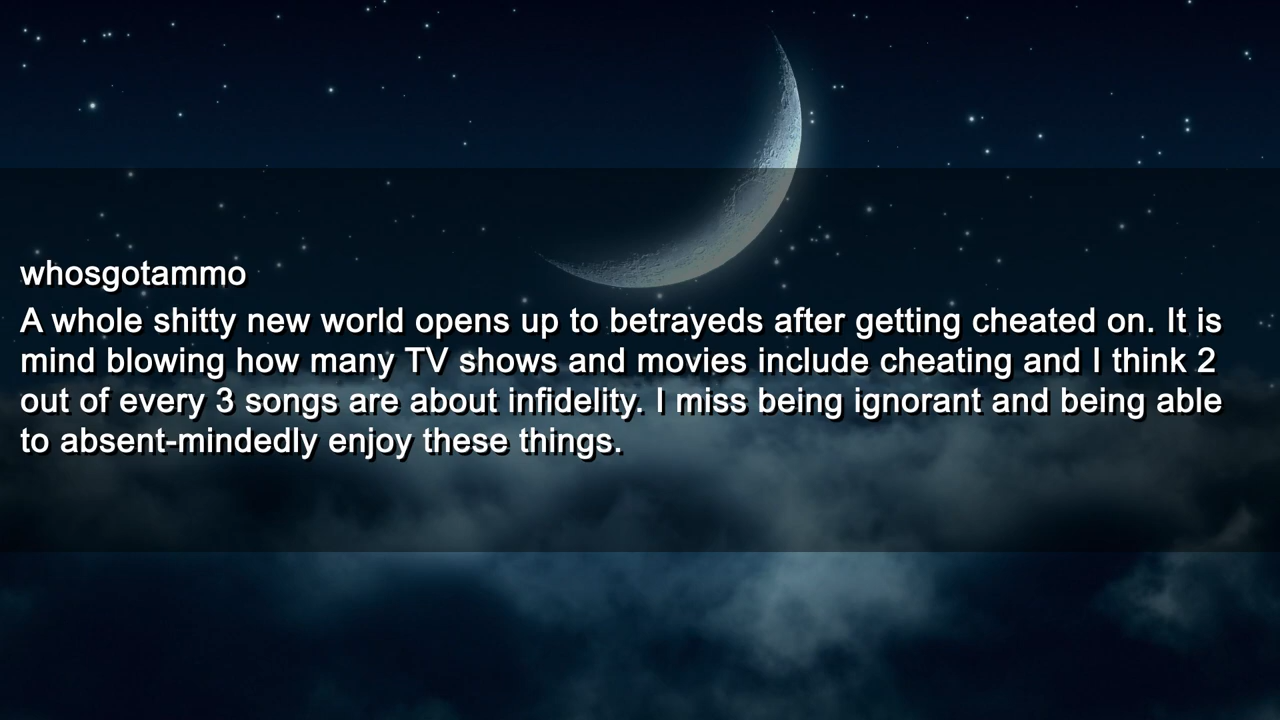 whosgotammo
A whole shitty new world opens up to betrayeds after getting cheated on. It is
mind blowing how many TV shows and movies include cheating and I think 2
out of every 3 songs are about infidelity. I miss being ignorant and being able
to absent-mindedly enjoy these things.